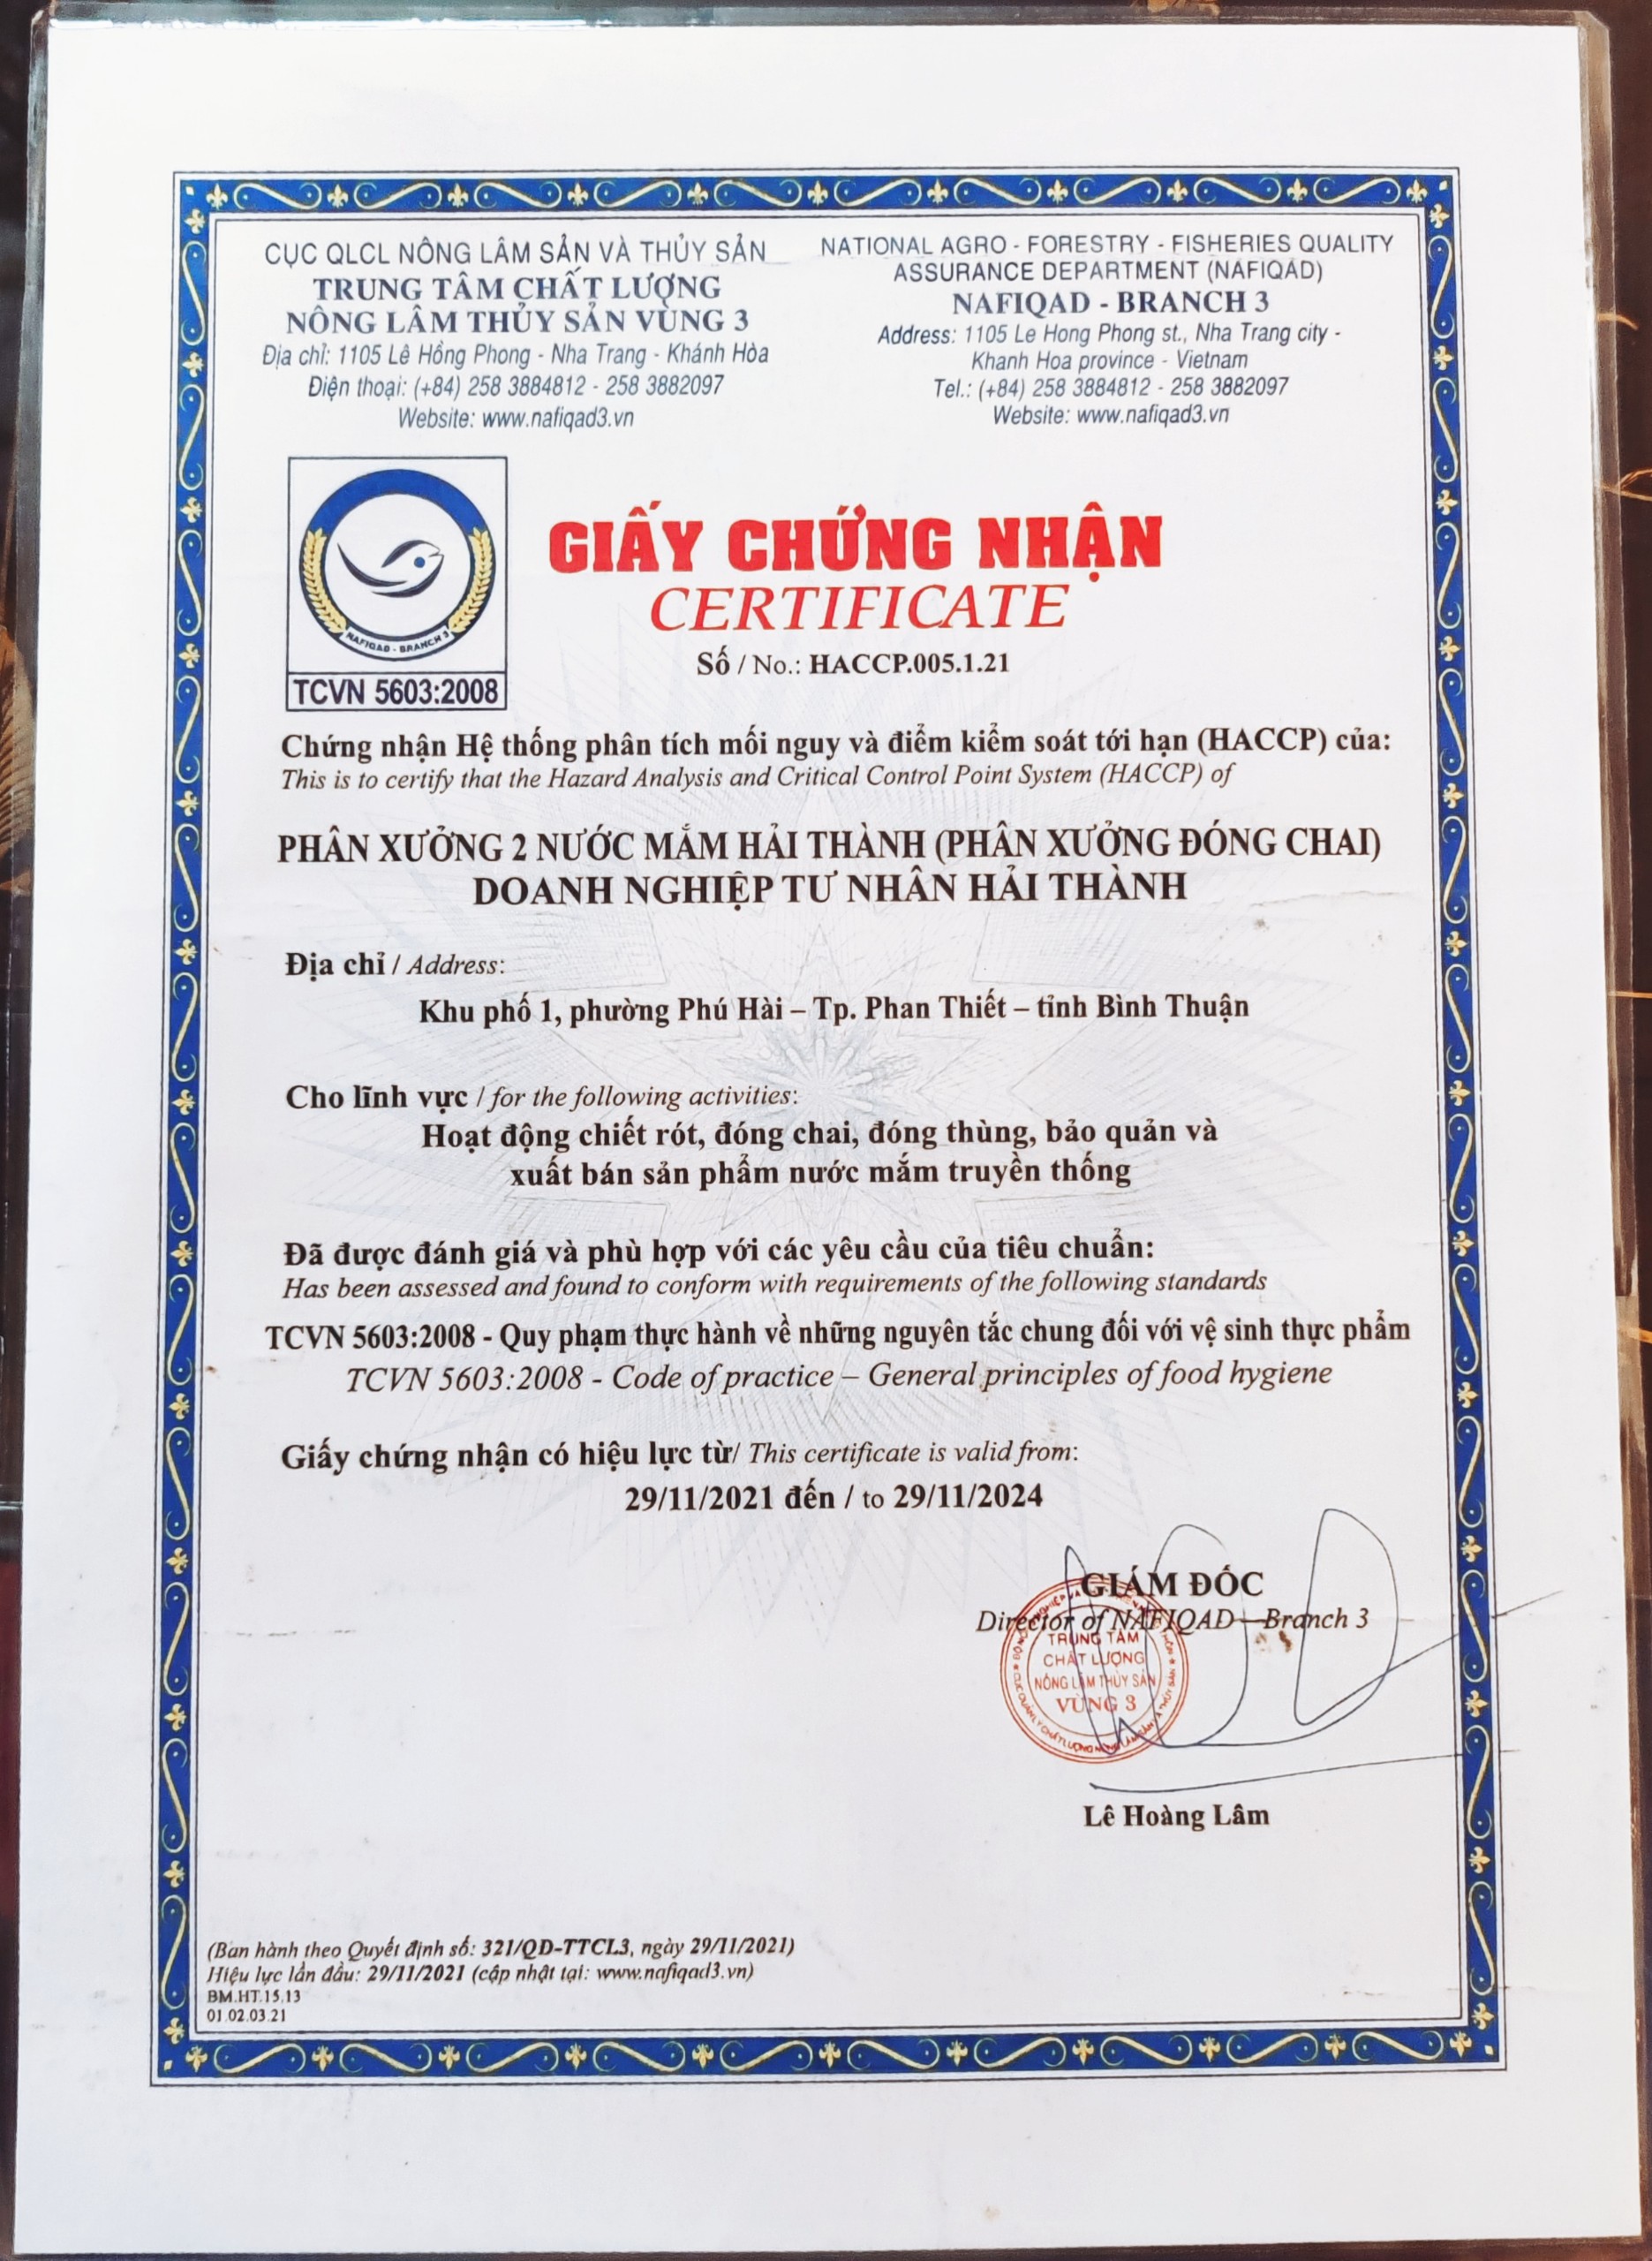 CỤC QLCL NÔNG LÂM SẢN VÀ THỦY SẢN
TRUNG TÂM CHẤT LƯỢNG
NÔNG LÂM THỦY SẢN VÙNG 3
Địa chỉ: 1105 Lê Hồng Phong - Nha Trang - Khánh Hòa
Điện thoại: (+84) 258 3884812 - 258 3882097
Website: www.nafiqad3.vn
NATIONAL AGRO - FORESTRY - FISHERIES QUALITY
ASSURANCE DEPARTMENT (NAFIQAD)
NAFIQAD - BRANCH 3
Address: 1105 Le Hong Phong st., Nha Trang city -
Khanh Hoa province - Vietnam
Tel.: (+84) 258 3884812 - 258 3882097
Website: www.nafiqad3.vn
NAFIQAD - BRANCH 3
TCVN 5603:2008
GIẤY CHỨNG NHẬN
CERTIFICATE
Số / No.: HACCP.005.1.21
Chứng nhận Hệ thống phân tích mối nguy và điểm kiểm soát tới hạn (HACCP) của:
This is to certify that the Hazard Analysis and Critical Control Point System (HACCP) of
PHÂN XƯỞNG 2 NƯỚC MẮM HẢI THÀNH (PHÂN XƯỞNG ĐÓNG CHAI)
DOANH NGHIỆP TƯ NHÂN HẢI THÀNH
Địa chỉ / Address:
Khu phố 1, phường Phú Hài – Tp. Phan Thiết – tỉnh Bình Thuận
Cho lĩnh vực / for the following activities:
Hoạt động chiết rót, đóng chai, đóng thùng, bảo quản và
xuất bán sản phẩm nước mắm truyền thống
Đã được đánh giá và phù hợp với các yêu cầu của tiêu chuẩn:
Has been assessed and found to conform with requirements of the following standards
TCVN 5603:2008 - Quy phạm thực hành về những nguyên tắc chung đối với vệ sinh thực phẩm
TCVN 5603:2008 - Code of practice – General principles of food hygiene
Giấy chứng nhận có hiệu lực từ/ This certificate is valid from:
29/11/2021 đến / to 29/11/2024
GIÁM ĐỐC
Director of NAFIQAD – Branch 3
TRUNG TÂM
CHẤT LƯỢNG
NÔNG LÂM THỦY SẢN
VÙNG 3
Lê Hoàng Lâm
(Ban hành theo Quyết định số: 321/QĐ-TTCL3, ngày 29/11/2021)
Hiệu lực lần đầu: 29/11/2021 (cập nhật tại: www.nafiqad3.vn)
BM.HT.15.13
01.02.03.21